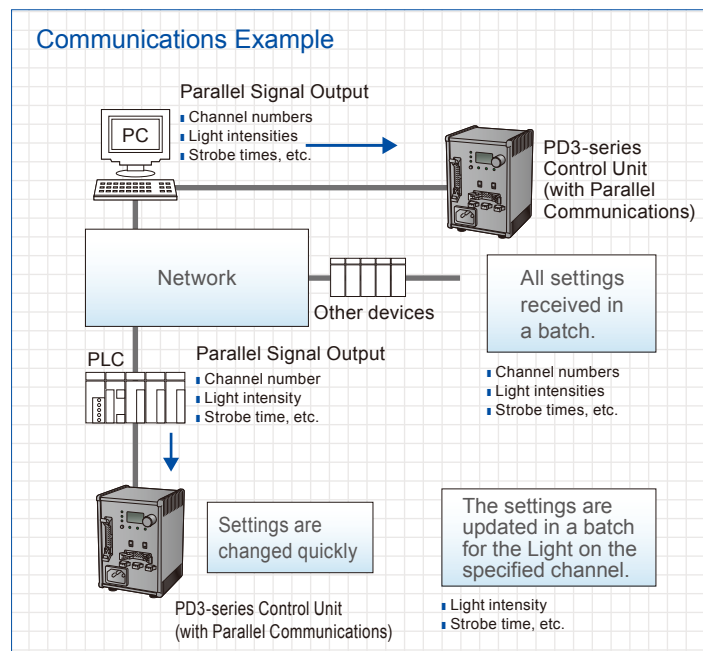 Communications Example
Parallel Signal Output
Channel numbers
Light intensities
Strobe times, etc.
PC
PD3-series
Control Unit
(with Parallel
Communications)
Network
Other devices
All settings
received in
a batch.
Channel numbers
Light intensities
Strobe times, etc.
PLC
Parallel Signal Output
Channel number
Light intensity
Strobe time, etc.
Settings are
changed quickly
The settings are
updated in a batch
for the Light on the
specified channel.
Light intensity
Strobe time, etc.
PD3-series Control Unit
(with Parallel Communications)